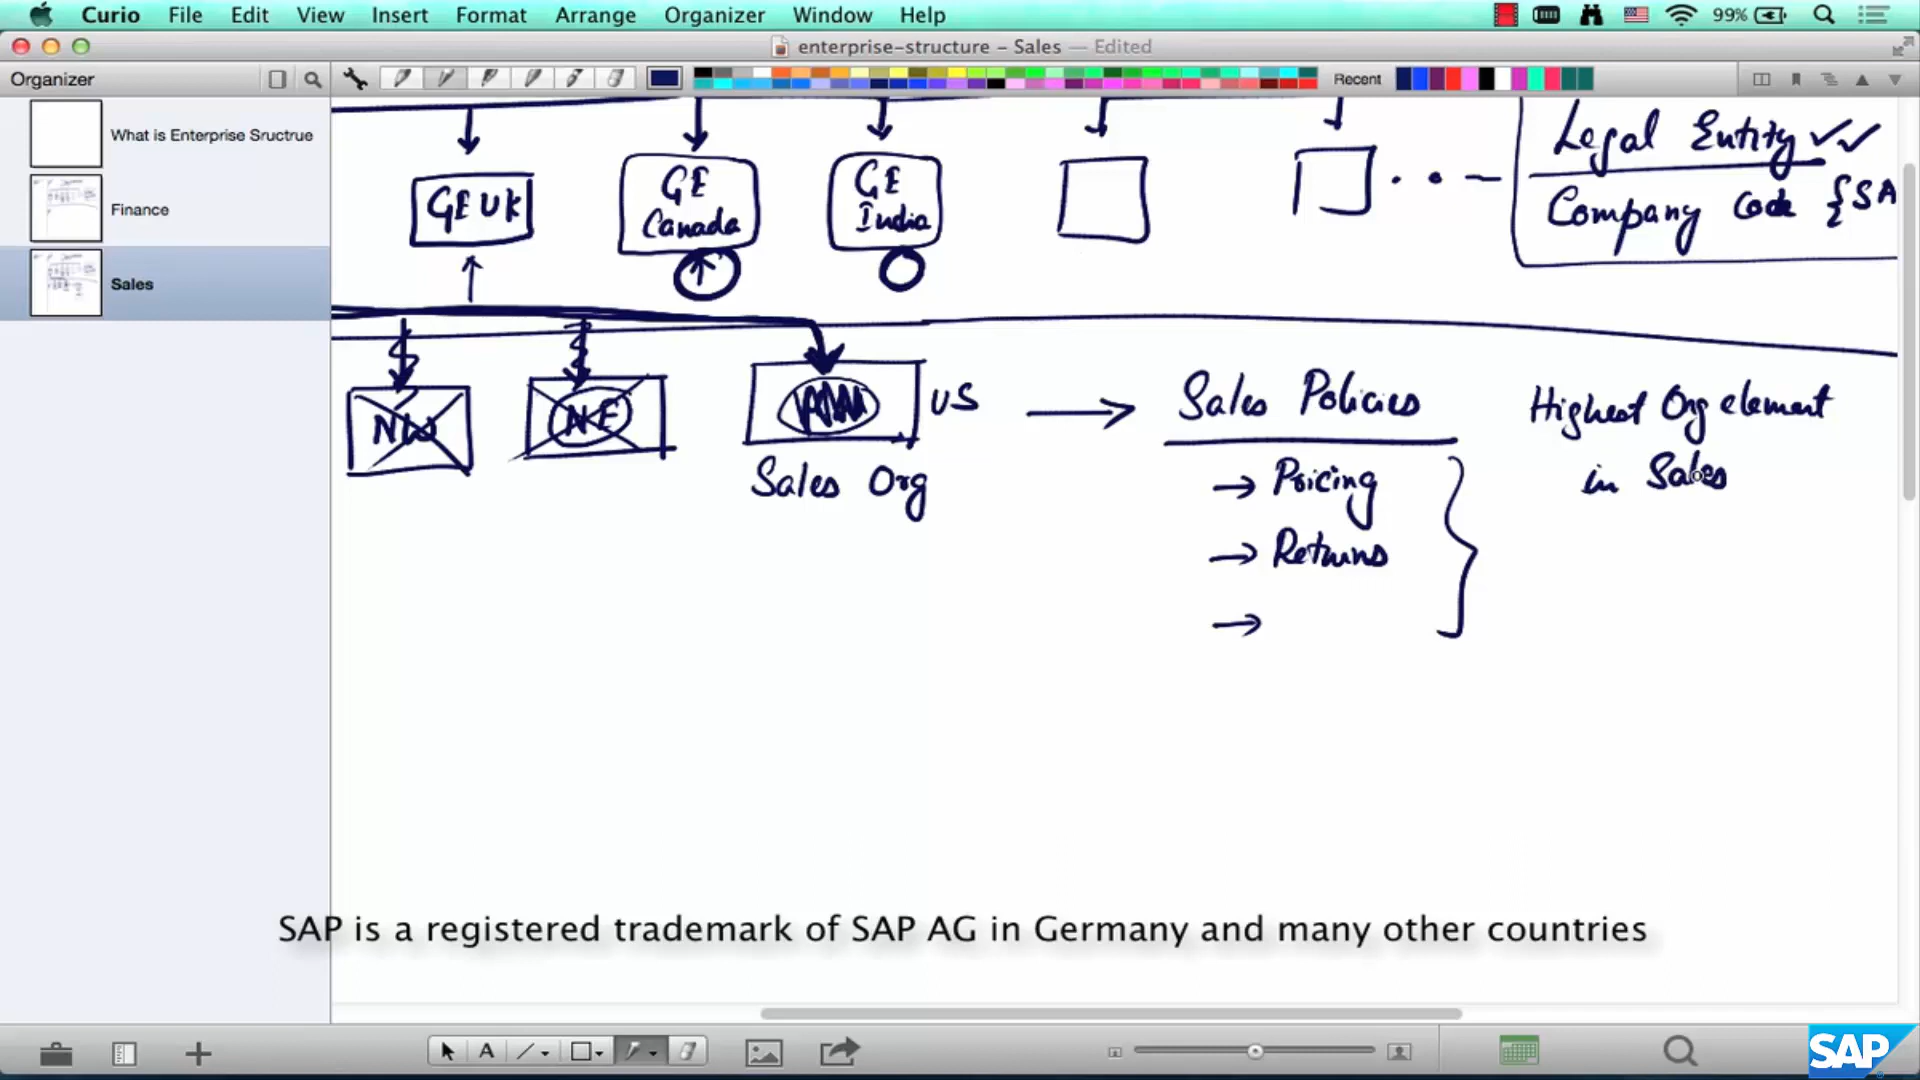 Curio File Edit View Insert Format Arrange Organizer Window Help 99%
enterprise-structure – Sales — Edited
Organizer
Recent
What is Enterprise Sructrue
Finance
Sales
Legal Entity
Company Code {SA
GE UK
GE
Canada
GE
India
NW
NE
US
Sales Org
Sales Policies
→ Pricing
→ Returns
→
Highest Org element
in Sales
SAP is a registered trademark of SAP AG in Germany and many other countries
A
SAP